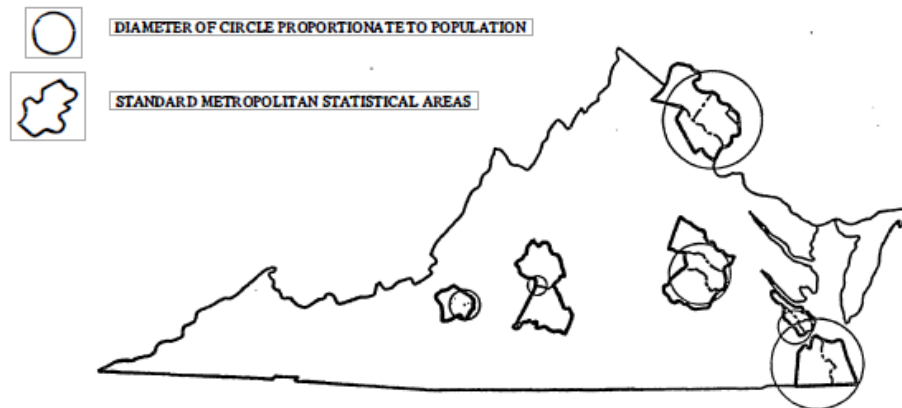 DIAMETER OF CIRCLE PROPORTIONATE TO POPULATION
STANDARD METROPOLITAN STATISTICAL AREAS